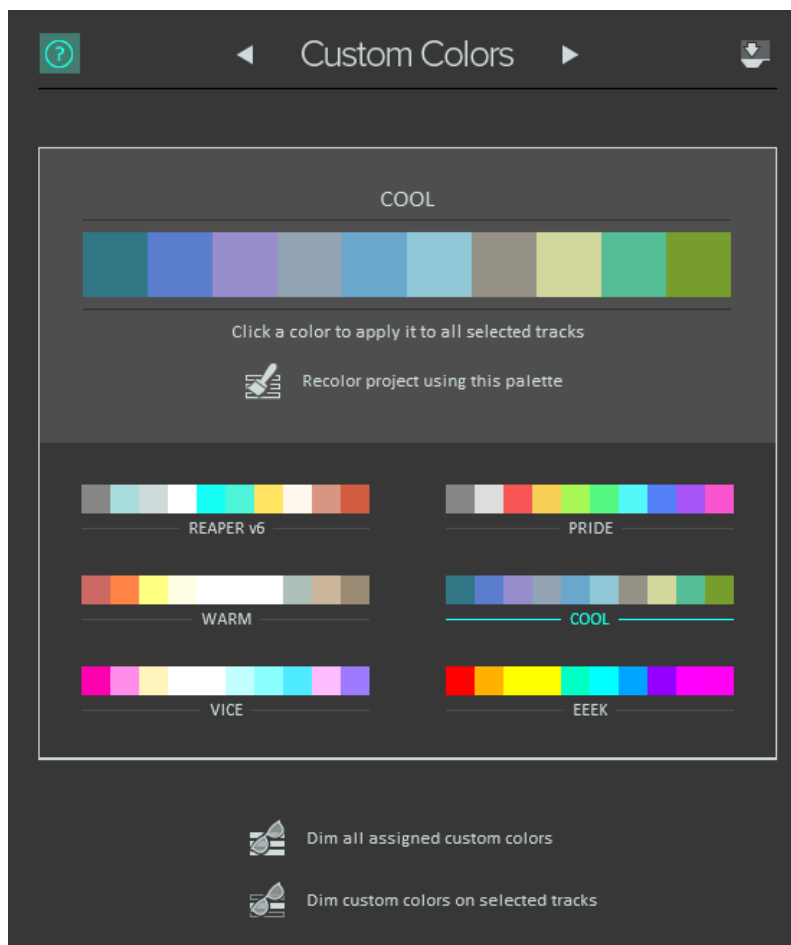 ?
Custom Colors
COOL
Click a color to apply it to all selected tracks
Recolor project using this palette
REAPER v6
PRIDE
WARM
COOL
VICE
EEEK
Dim all assigned custom colors
Dim custom colors on selected tracks